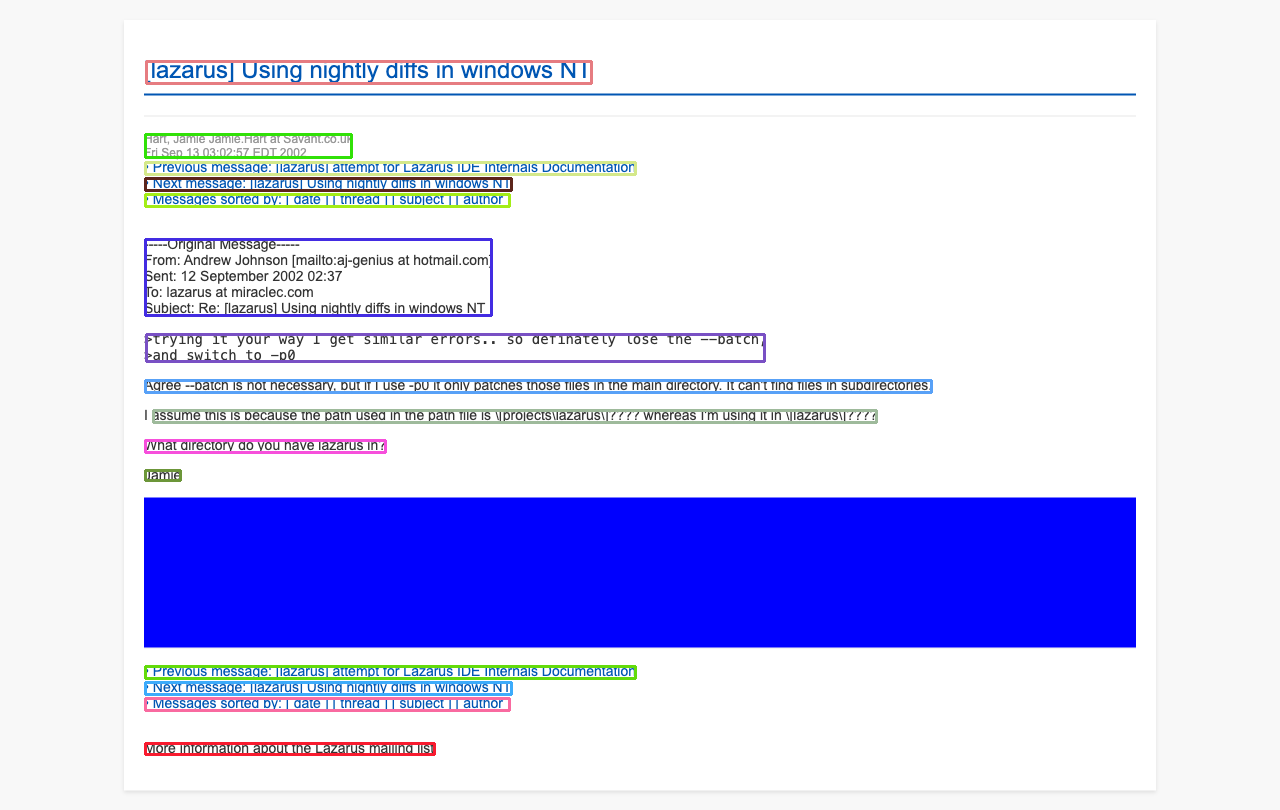 [lazarus] Using nightly diffs in windows NT
Hart, Jamie Jamie.Hart at Savant.co.uk
Fri Sep 13 03:02:57 EDT 2002
• Previous message: [lazarus] attempt for Lazarus IDE Internals Documentation
• Next message: [lazarus] Using nightly diffs in windows NT
• Messages sorted by: [ date ] [ thread ] [ subject ] [ author ]
-----Original Message-----
From: Andrew Johnson [mailto:aj-genius at hotmail.com]
Sent: 12 September 2002 02:37
To: lazarus at miraclec.com
Subject: Re: [lazarus] Using nightly diffs in windows NT
>trying it your way I get similar errors.. so definately lose the --batch,
>and switch to -p0
Agree --batch is not necessary, but if I use -p0 it only patches those files in the main directory. It can't find files in subdirectories.
I assume this is because the path used in the path file is \[projects\lazarus\]???? whereas I'm using it in \[lazarus\]????
What directory do you have lazarus in?
Jamie
• Previous message: [lazarus] attempt for Lazarus IDE Internals Documentation
• Next message: [lazarus] Using nightly diffs in windows NT
• Messages sorted by: [ date ] [ thread ] [ subject ] [ author ]
More information about the Lazarus mailing list